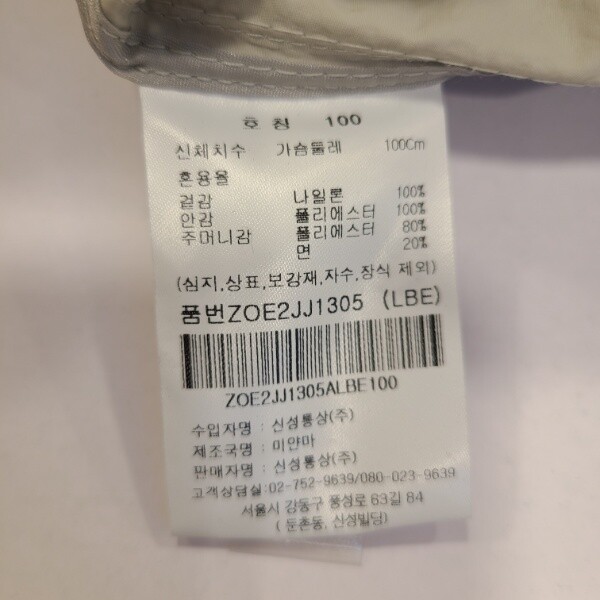 호칭 100
신체치수 가슴둘레 100Cm
혼용율
겉감 나일론 100%
안감 폴리에스터 100%
주머니감 폴리에스터 80%
면 20%
(심지,상표,보강재,자수,장식 제외)
품번ZOE2JJ1305 (LBE)
ZOE2JJ1305ALBE100
수입자명 : 신성통상(주)
제조국명 : 미얀마
판매자명 : 신성통상(주)
고객상담실:02-752-9639/080-023-9639
서울시 강동구 풍성로 63길 84
( 둔촌동, 신성빌딩)